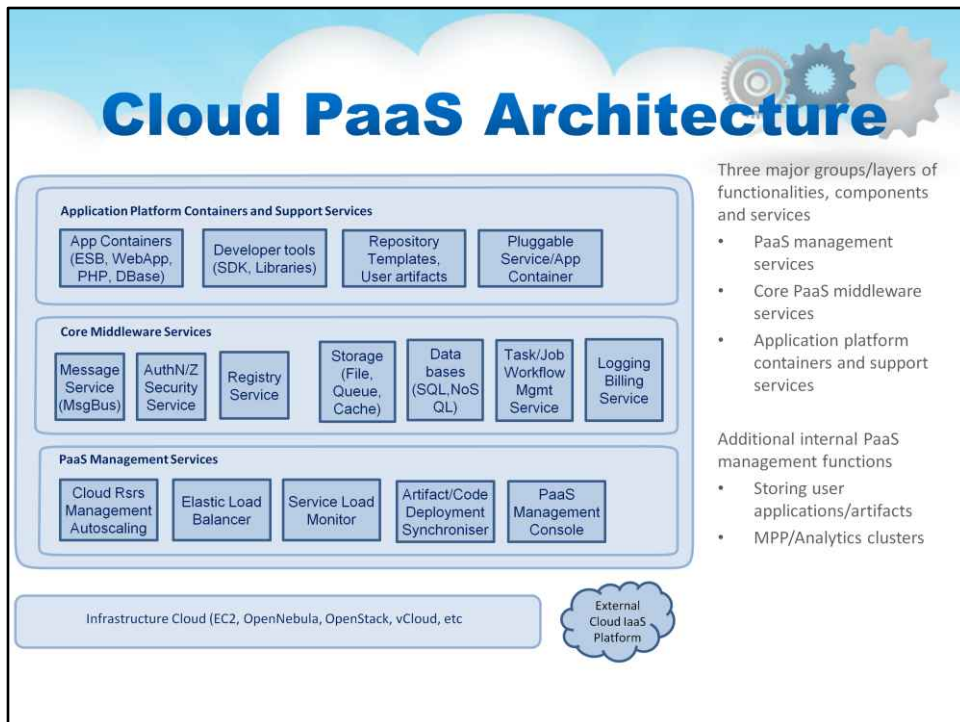 Cloud PaaS Architecture
Application Platform Containers and Support Services
App Containers
(ESB, WebApp,
PHP, DBase)
Developer tools
(SDK, Libraries)
Repository
Templates,
User artifacts
Pluggable
Service/App
Container
Core Middleware Services
Message
Service
(MsgBus)
AuthN/Z
Security
Service
Registry
Service
Storage
(File,
Queue,
Cache)
Data
bases
(SQL,NoS
QL)
Task/Job
Workflow
Mgmt
Service
Logging
Billing
Service
PaaS Management Services
Cloud Rsrs
Management
Autoscaling
Elastic Load
Balancer
Service Load
Monitor
Artifact/Code
Deployment
Synchroniser
PaaS
Management
Console
Infrastructure Cloud (EC2, OpenNebula, OpenStack, vCloud, etc
External
Cloud IaaS
Platform
Three major groups/layers of
functionalities, components
and services
• PaaS management
services
• Core PaaS middleware
services
• Application platform
containers and support
services
Additional internal PaaS
management functions
• Storing user
applications/artifacts
• MPP/Analytics clusters